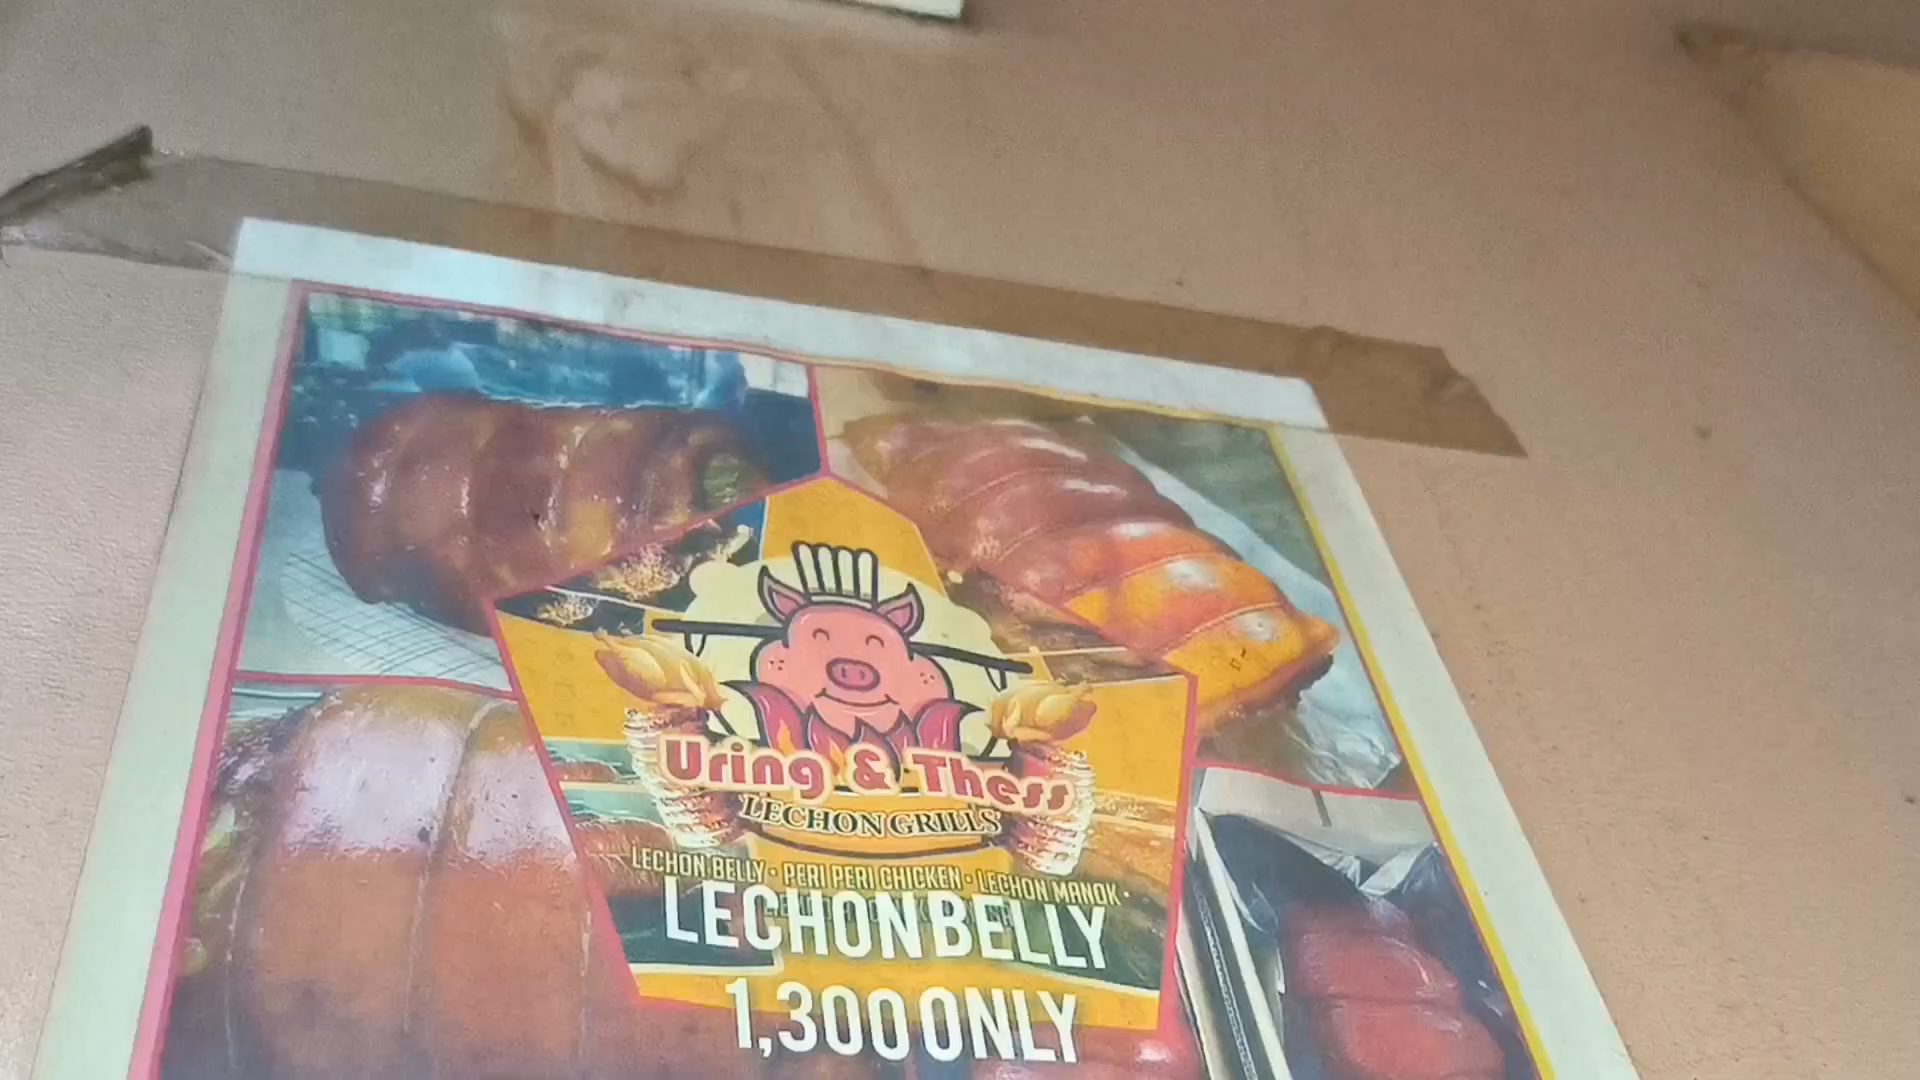 Uring & Thess
LECHON GRILLS
LECHON BELLY · PERI PERI CHICKEN · LECHON MANOK ·
LECHON BELLY
1,300 ONLY